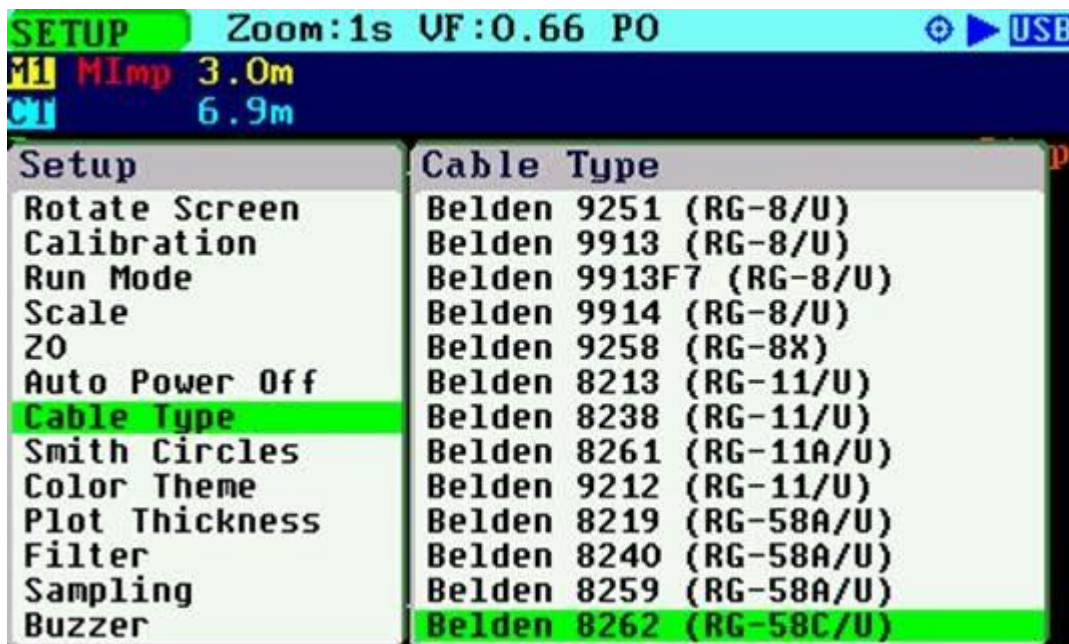 SETUP Zoom:1s VF:0.66 PO USB
M1 MImp 3.0m
CT 6.9m
Setup
Rotate Screen
Calibration
Run Mode
Scale
Z0
Auto Power Off
Cable Type
Smith Circles
Color Theme
Plot Thickness
Filter
Sampling
Buzzer
Cable Type
Belden 9251 (RG-8/U)
Belden 9913 (RG-8/U)
Belden 9913F7 (RG-8/U)
Belden 9914 (RG-8/U)
Belden 9258 (RG-8X)
Belden 8213 (RG-11/U)
Belden 8238 (RG-11/U)
Belden 8261 (RG-11A/U)
Belden 9212 (RG-11/U)
Belden 8219 (RG-58A/U)
Belden 8240 (RG-58A/U)
Belden 8259 (RG-58A/U)
Belden 8262 (RG-58C/U)